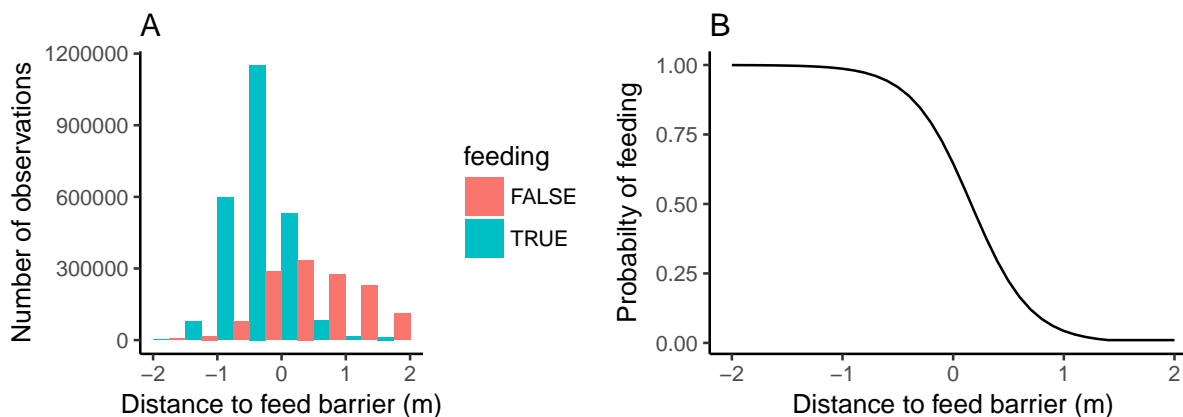 A
Number of observations
1200000
900000
600000
300000
0
−2
−1
0
1
2
Distance to feed barrier (m)
feeding
FALSE
TRUE
B
Probabilty of feeding
1.00
0.75
0.50
0.25
0.00
−2
−1
0
1
2
Distance to feed barrier (m)